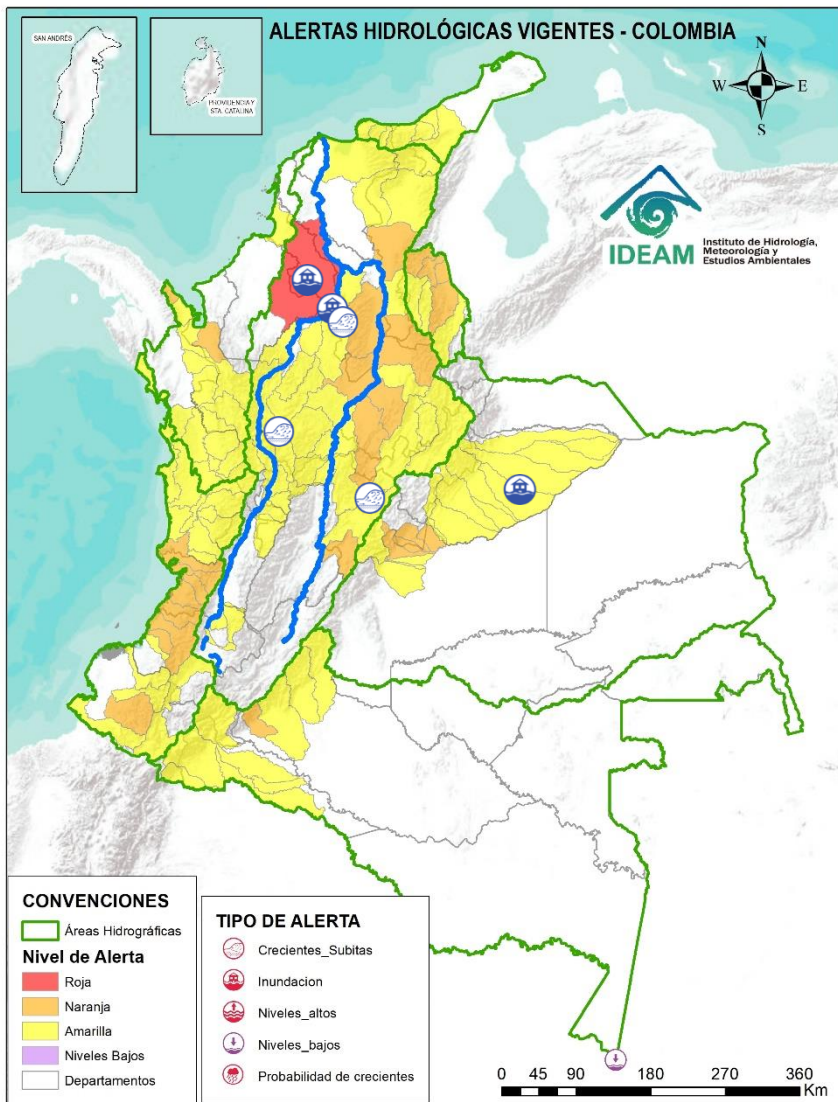 ALERTAS HIDROLÓGICAS VIGENTES - COLOMBIA
SAN ANDRÉS
PROVIDENCIA Y
STA. CATALINA
N
W
E
S
IDEAM
Instituto de Hidrología,
Meteorología y
Estudios Ambientales
CONVENCIONES
Áreas Hidrográficas
Nivel de Alerta
Roja
Naranja
Amarilla
Niveles Bajos
Departamentos
TIPO DE ALERTA
Crecientes_Subitas
Inundacion
Niveles_altos
Niveles_bajos
Probabilidad de crecientes
0 45 90 180 270 360
Km